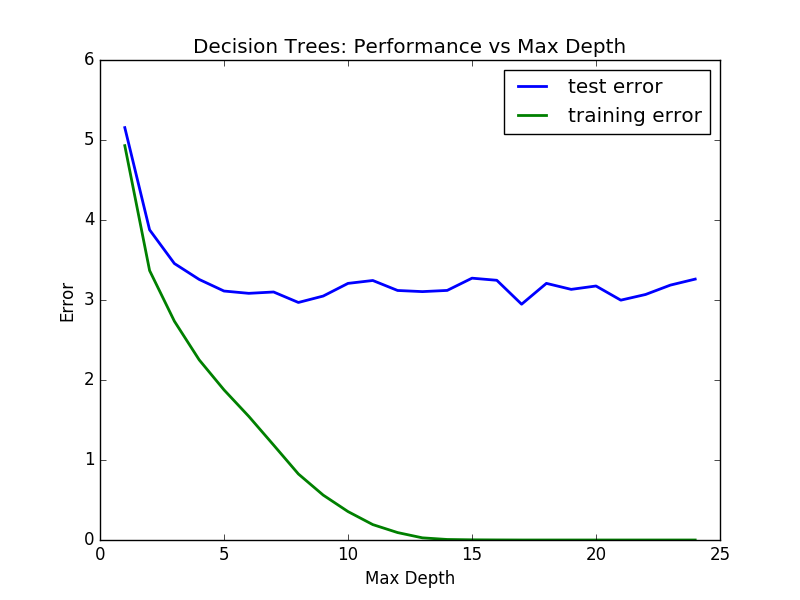 Decision Trees: Performance vs Max Depth
test error
training error
6
5
4
3
2
1
0
Error
0 5 10 15 20 25
Max Depth